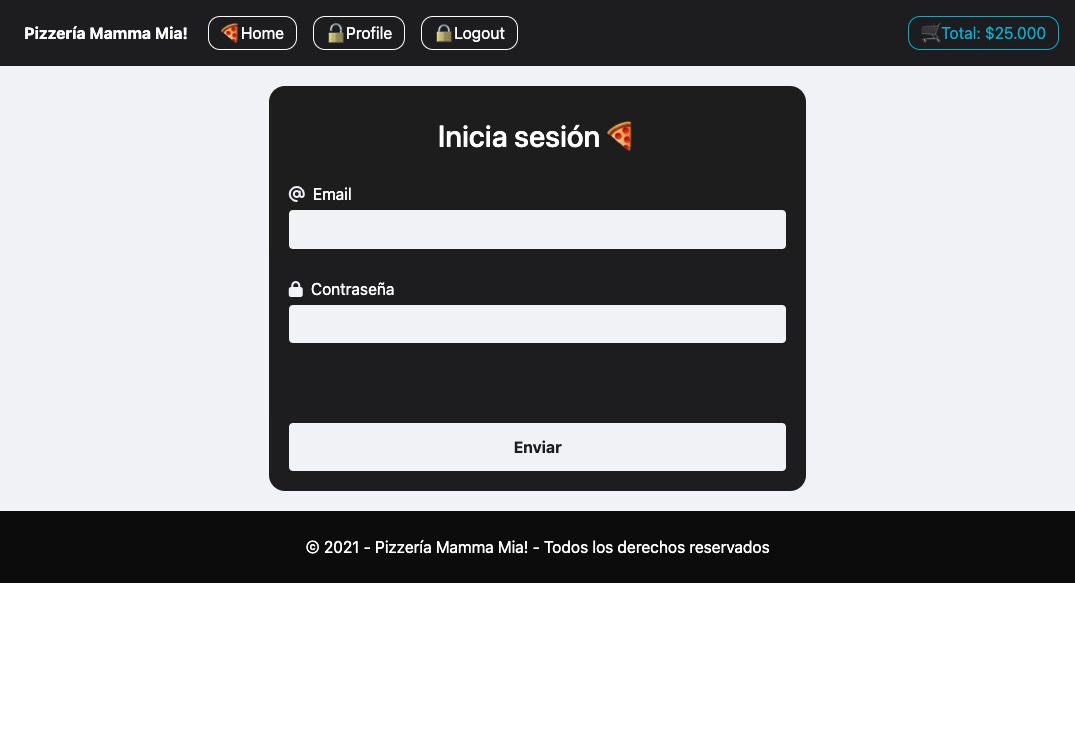 Pizzería Mamma Mia! 🍕Home 🔓Profile 🔒Logout 🛒Total: $25.000
Inicia sesión 🍕
Email
Contraseña
Enviar
© 2021 - Pizzería Mamma Mia! - Todos los derechos reservados